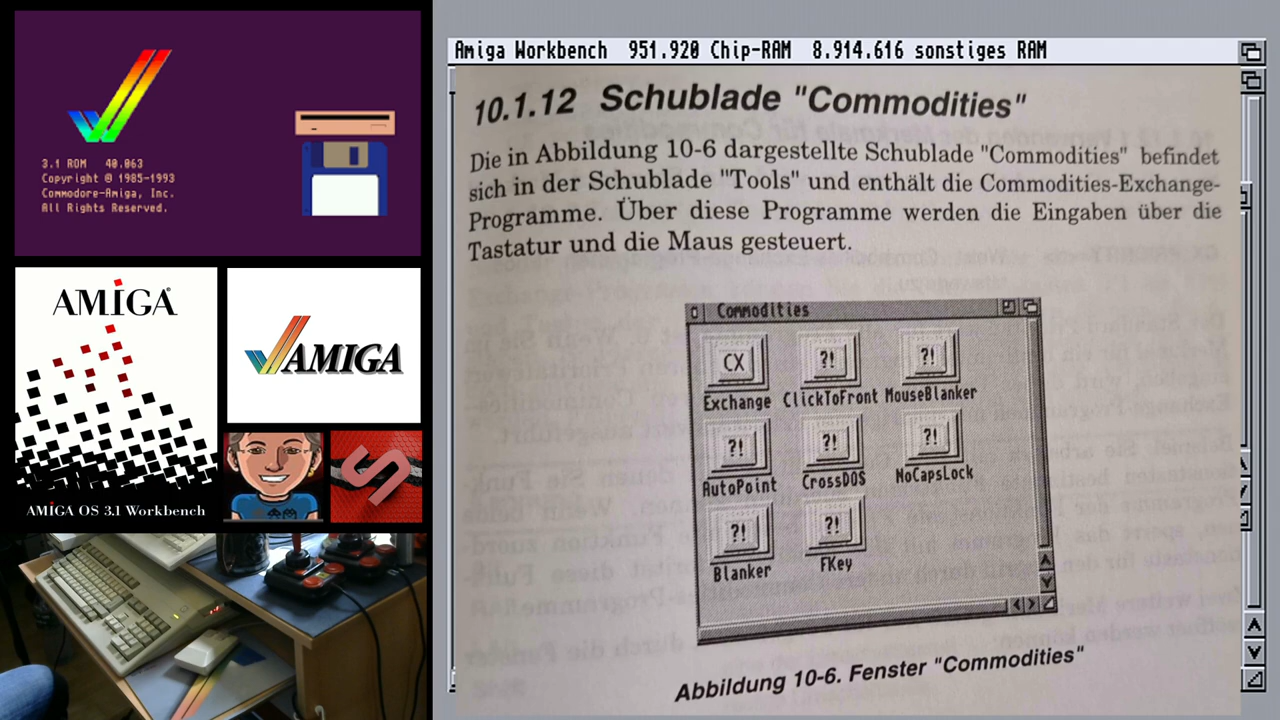 3.1 ROM 40.063
Copyright © 1985-1993
Commodore-Amiga, Inc.
All Rights Reserved.
AMIGA
AMIGA OS 3.1 Workbench
AMIGA
Amiga Workbench 951.920 Chip-RAM 8.914.616 sonstiges RAM
10.1.12 Schublade "Commodities"
Die in Abbildung 10-6 dargestellte Schublade "Commodities" befindet
sich in der Schublade "Tools" und enthält die Commodities-Exchange-
Programme. Über diese Programme werden die Eingaben über die
Tastatur und die Maus gesteuert.
Commodities
CX ?! ?!
Exchange ClickToFront MouseBlanker
?! ?! ?!
AutoPoint CrossDOS NoCapsLock
?! ?!
Blanker FKey
Abbildung 10-6. Fenster "Commodities"